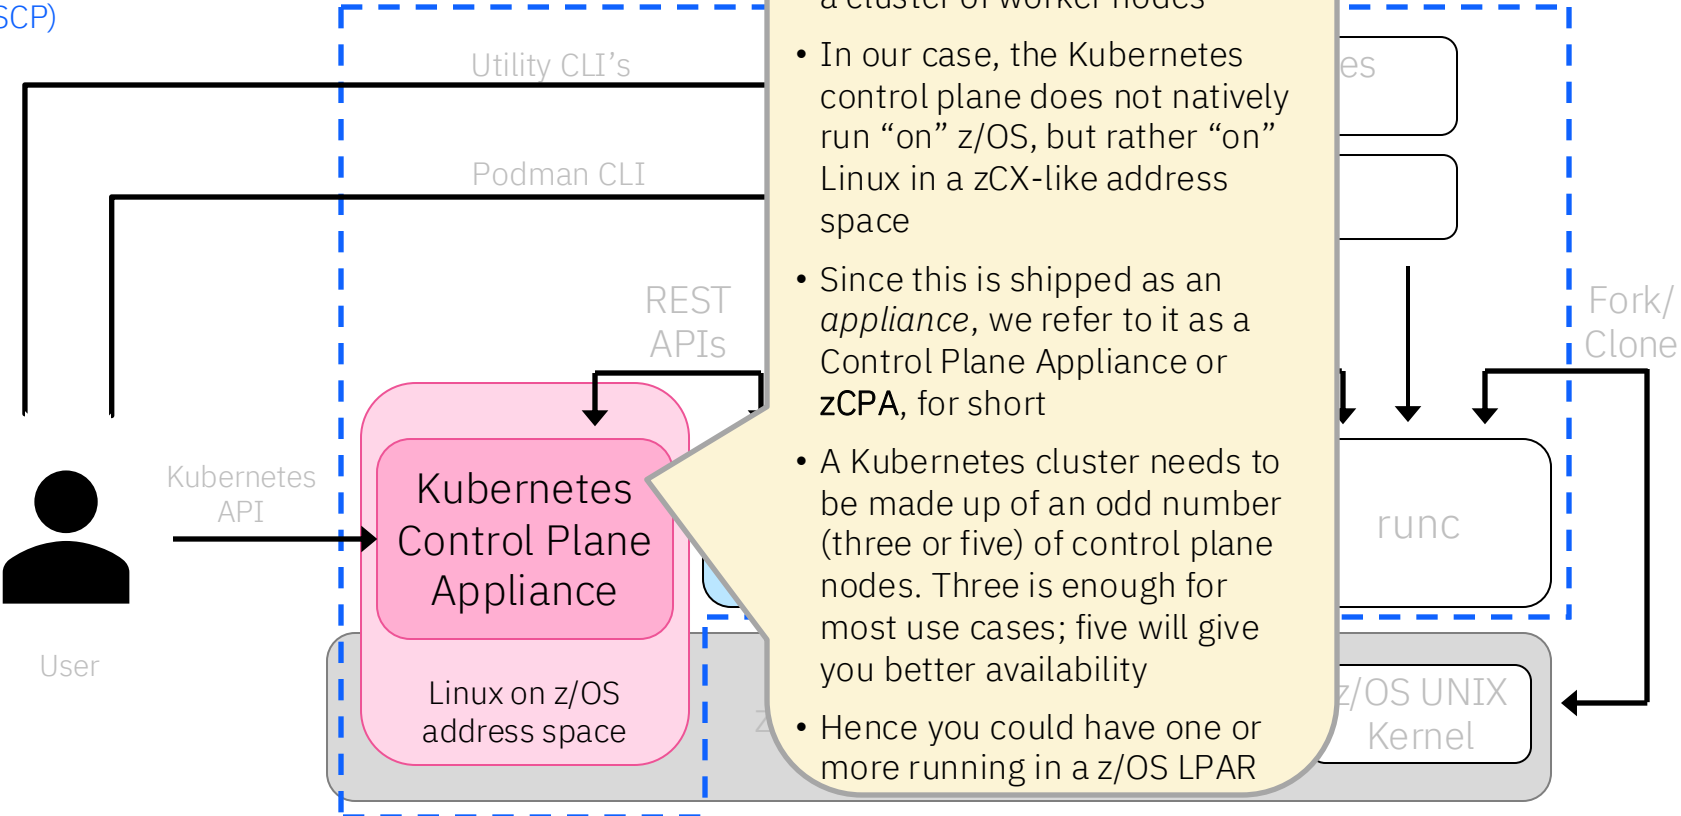 SCP)
a cluster of worker nodes
Utility CLI’s
• In our case, the Kubernetes
control plane does not natively
run “on” z/OS, but rather “on”
Linux in a zCX-like address
space
Podman CLI
REST
APIs
• Since this is shipped as an
appliance, we refer to it as a
Control Plane Appliance or
zCPA, for short
Fork/
Clone
Kubernetes
API
Kubernetes
Control Plane
Appliance
• A Kubernetes cluster needs to
be made up of an odd number
(three or five) of control plane
nodes. Three is enough for
most use cases; five will give
you better availability
runc
User
Linux on z/OS
address space
• Hence you could have one or
more running in a z/OS LPAR
z/OS UNIX
Kernel